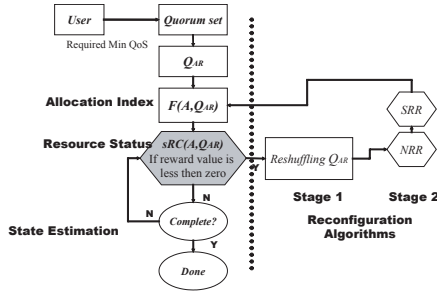 User
Quorum set
Required Min QoS
QAR
Allocation Index
F(A,QAR)
SRR
Resource Status
sRC(A,QAR)
If reward value is
less then zero
Y
Reshuffling QAR
NRR
N
Stage 1
Stage 2
N
Complete?
Reconfiguration
Algorithms
State Estimation
Y
Done